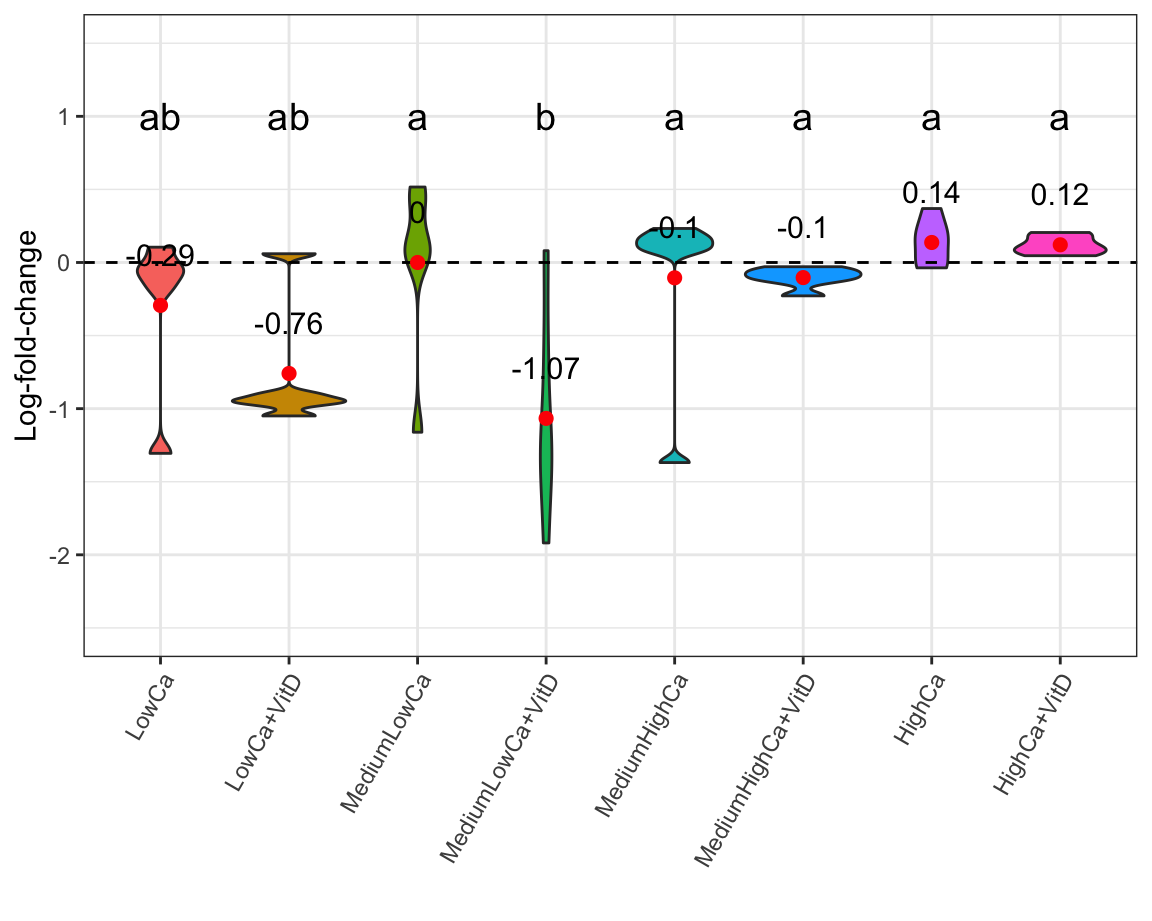 ab ab a b a a a a
1
0.14 0.12
0
-0.1 -0.1
-0.29
0
-0.76
-1.07
-1
-2
Log-fold-change
LowCa
LowCa+VitD
MediumLowCa
MediumLowCa+VitD
MediumHighCa
MediumHighCa+VitD
HighCa
HighCa+VitD